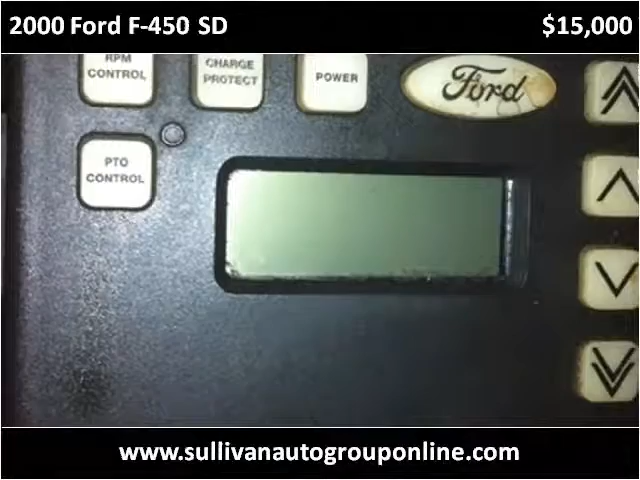 2000 Ford F-450 SD $15,000
RPM CONTROL
CHARGE PROTECT
POWER
Ford
PTO CONTROL
www.sullivanautogrouponline.com